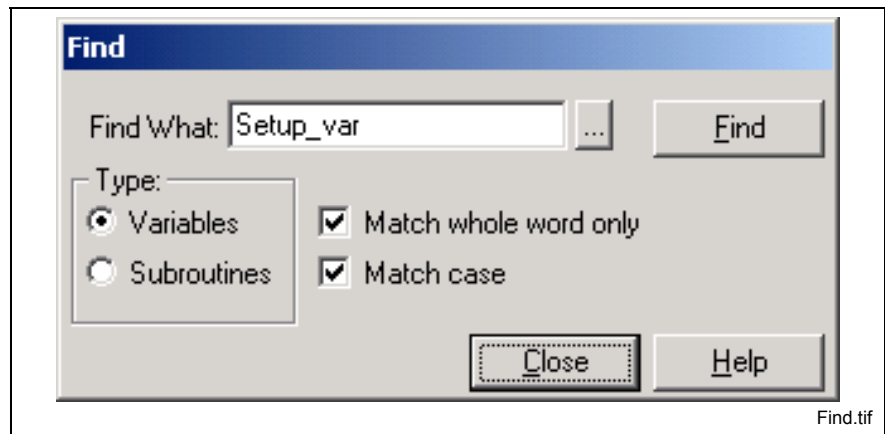 Find
Find What: Setup_var ... Find
Type:
Variables Match whole word only
Subroutines Match case
Close Help
Find.tif